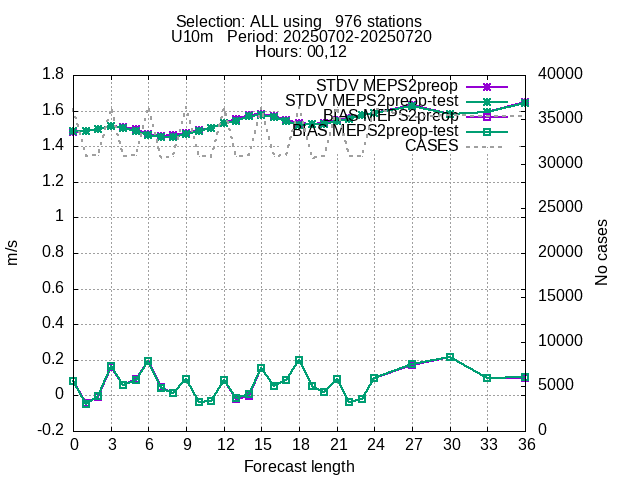 Selection: ALL using   976 stations
U10m   Period: 20250702-20250720
Hours: 00,12
1.8
1.6
1.4
1.2
1
0.8
0.6
0.4
0.2
0
-0.2
m/s
STDV MEPS2preop
STDV MEPS2preop-test
BIAS MEPS2preop
BIAS MEPS2preop-test
CASES
40000
35000
30000
25000
20000
15000
10000
5000
0
No cases
0 3 6 9 12 15 18 21 24 27 30 33 36
Forecast length